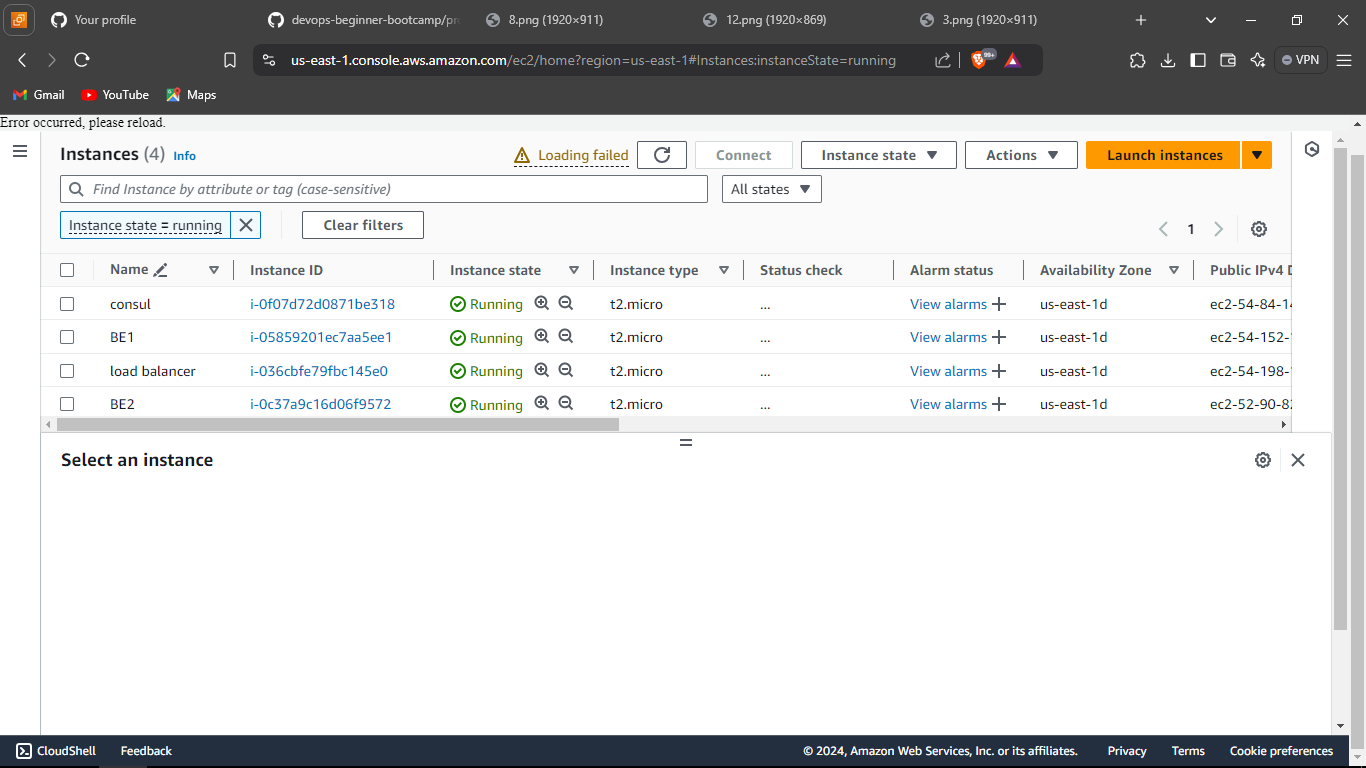 Your profile
devops-beginner-bootcamp/pr
8.png (1920×911)
12.png (1920×869)
3.png (1920×911)
us-east-1.console.aws.amazon.com/ec2/home?region=us-east-1#Instances:instanceState=running
99+
VPN
Gmail
YouTube
Maps
Error occurred, please reload.
Instances (4) Info
Loading failed
Connect
Instance state
Actions
Launch instances
Find Instance by attribute or tag (case-sensitive)
All states
Instance state = running
Clear filters
1
Name Instance ID Instance state Instance type Status check Alarm status Availability Zone Public IPv4 D
consul i-0f07d72d0871be318 Running t2.micro ... View alarms us-east-1d ec2-54-84-14
BE1 i-05859201ec7aa5ee1 Running t2.micro ... View alarms us-east-1d ec2-54-152-
load balancer i-036cbfe79fbc145e0 Running t2.micro ... View alarms us-east-1d ec2-54-198-
BE2 i-0c37a9c16d06f9572 Running t2.micro ... View alarms us-east-1d ec2-52-90-82
Select an instance
CloudShell
Feedback
© 2024, Amazon Web Services, Inc. or its affiliates.
Privacy
Terms
Cookie preferences